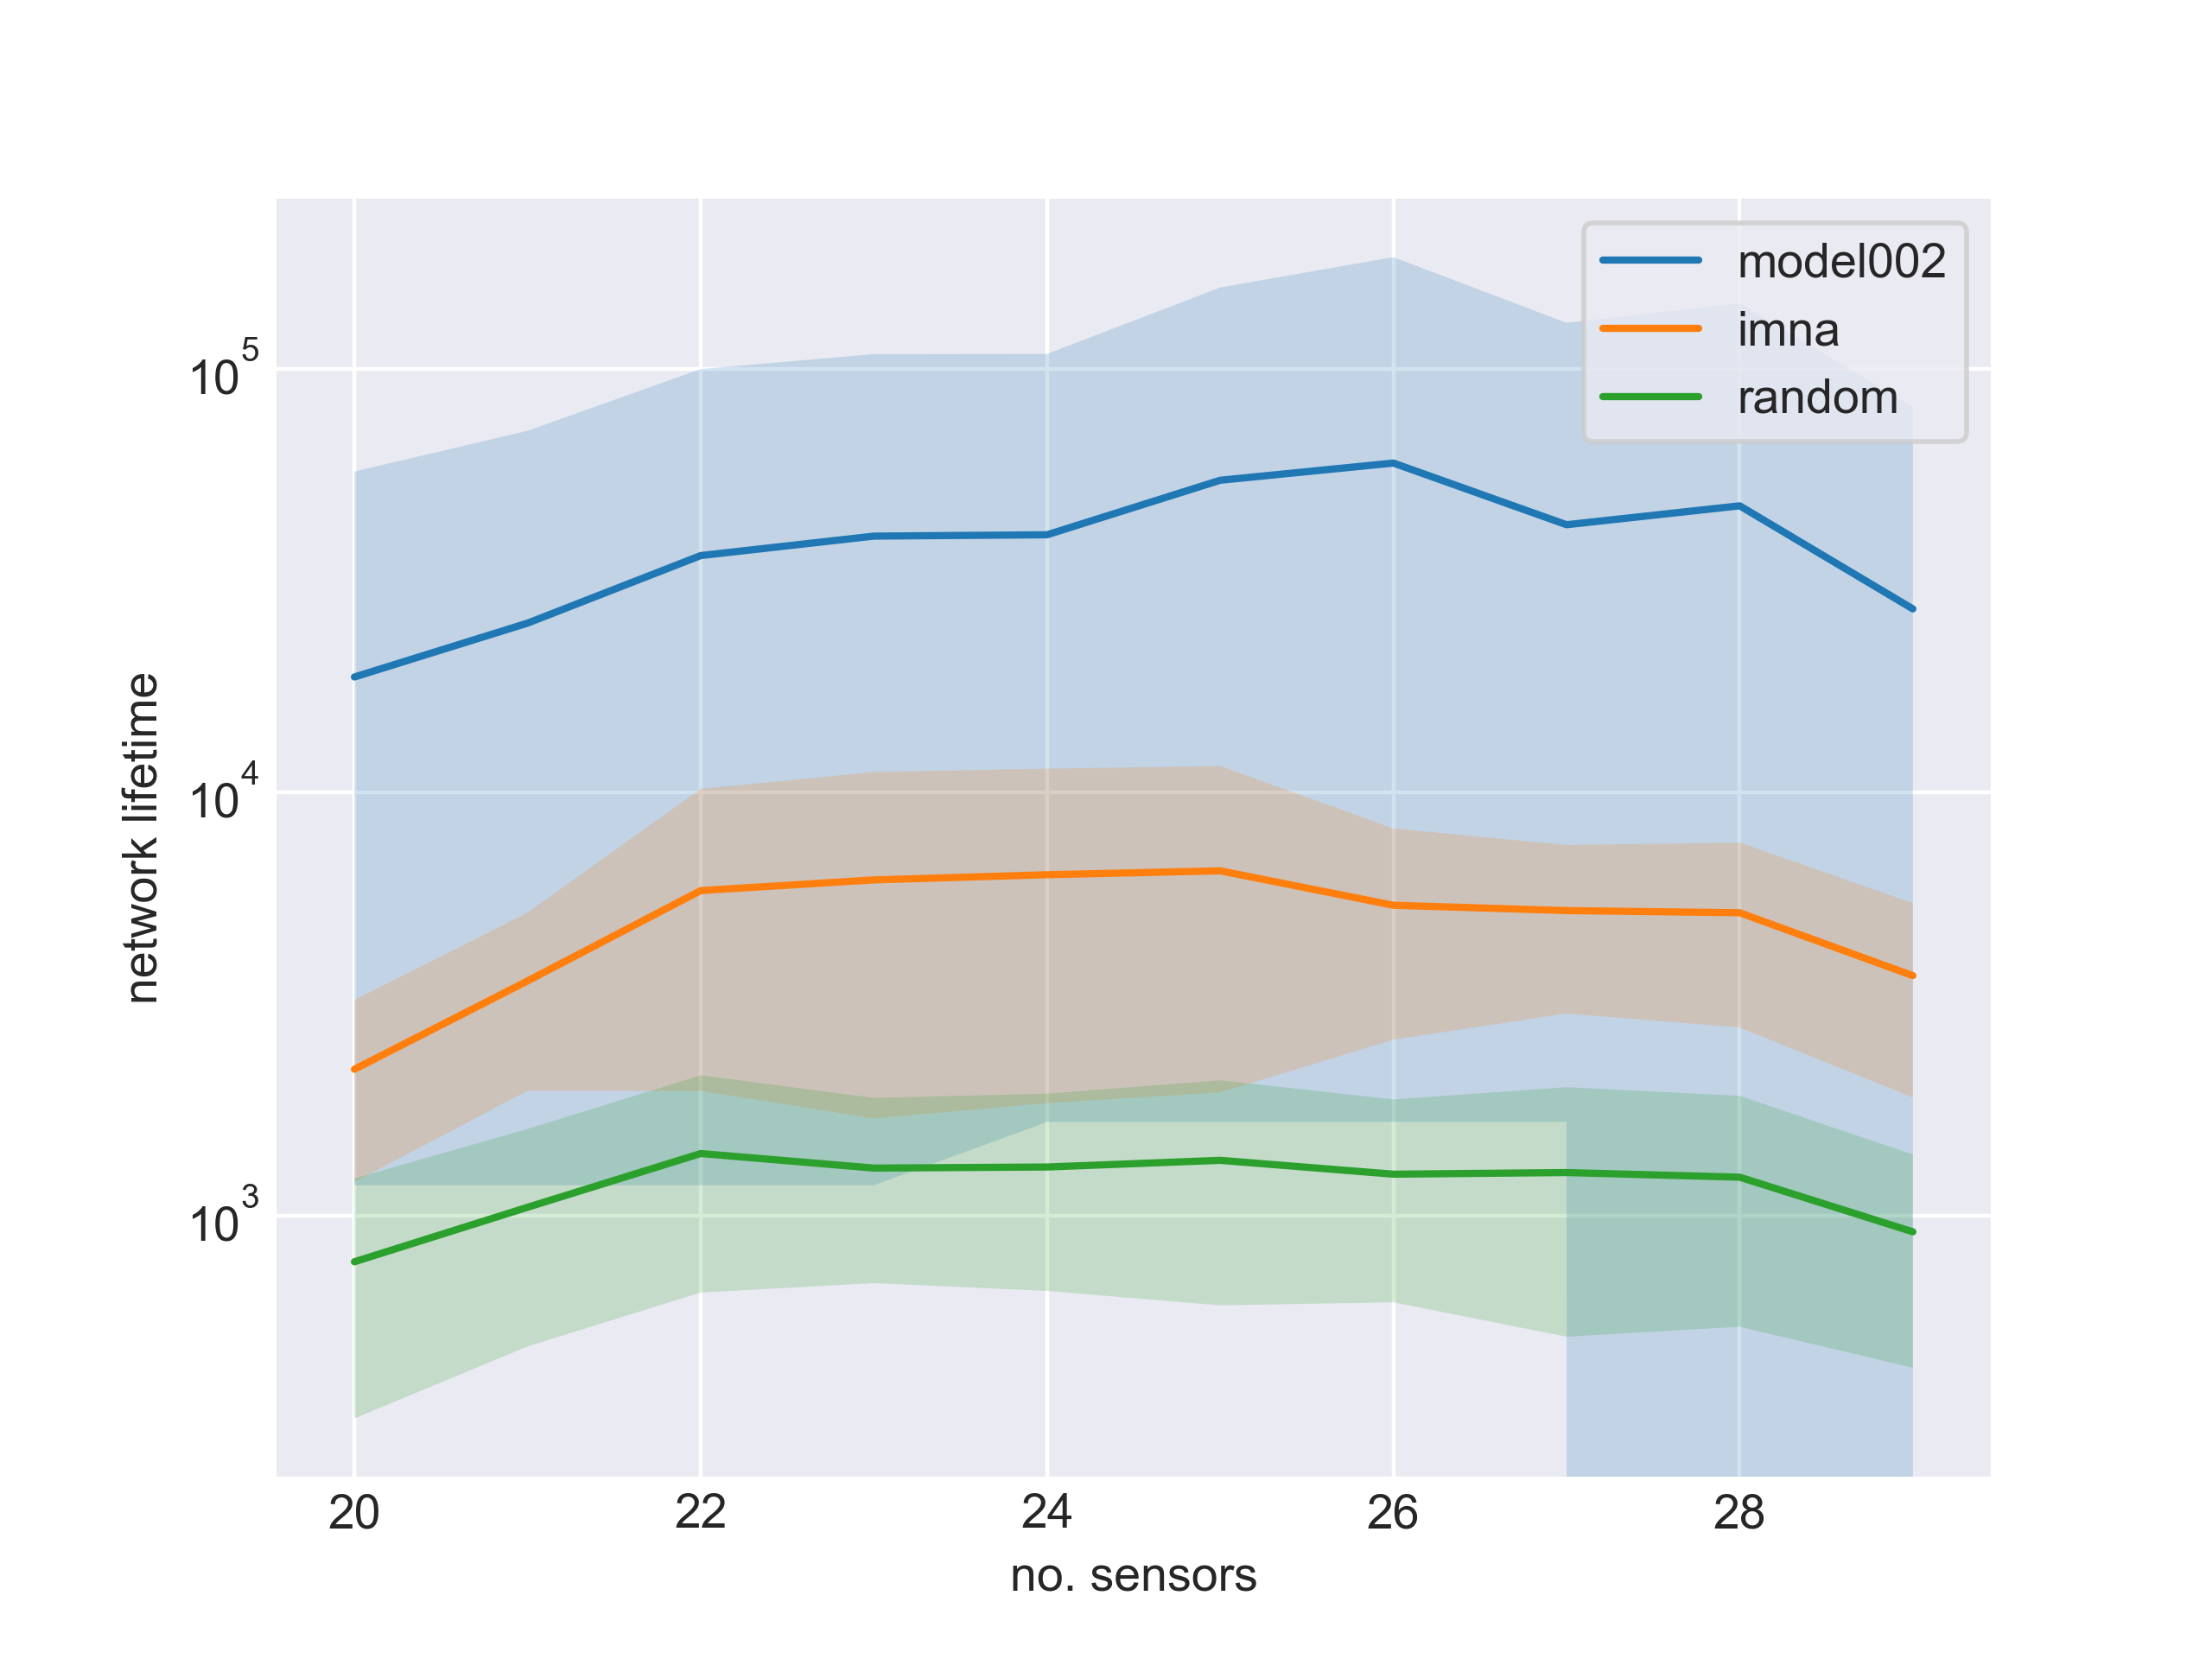 model002
imna
random
10^5
10^4
10^3
network lifetime
20 22 24 26 28
no. sensors